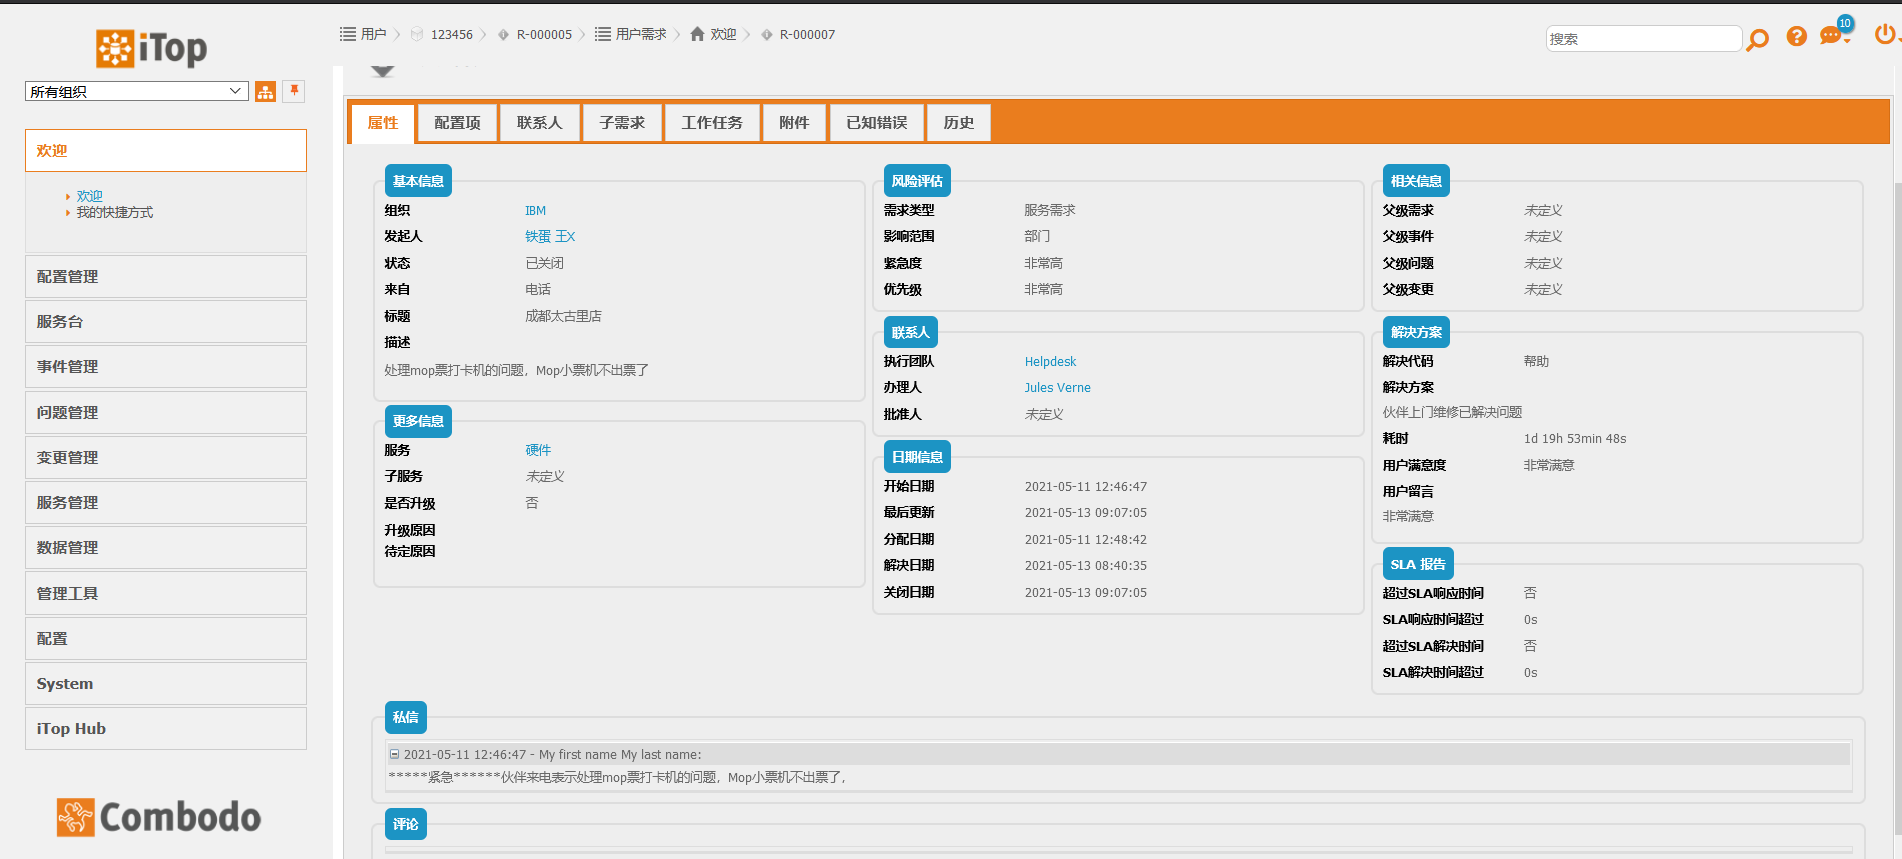 iTop
用户
123456
R-000005
用户需求
欢迎
R-000007
搜索
10
所有组织
欢迎
欢迎
我的快捷方式
配置管理
服务台
事件管理
问题管理
变更管理
服务管理
数据管理
管理工具
配置
System
iTop Hub
Combodo
属性
配置项
联系人
子需求
工作任务
附件
已知错误
历史
基本信息
组织 IBM
发起人 铁蛋 王X
状态 已关闭
来自 电话
标题 成都太古里店
描述
处理mop票打卡机的问题，Mop小票机不出票了
更多信息
服务 硬件
子服务 未定义
是否升级 否
升级原因
待定原因
风险评估
需求类型 服务需求
影响范围 部门
紧急度 非常高
优先级 非常高
联系人
执行团队 Helpdesk
办理人 Jules Verne
批准人 未定义
日期信息
开始日期 2021-05-11 12:46:47
最后更新 2021-05-13 09:07:05
分配日期 2021-05-11 12:48:42
解决日期 2021-05-13 08:40:35
关闭日期 2021-05-13 09:07:05
相关信息
父级需求 未定义
父级事件 未定义
父级问题 未定义
父级变更 未定义
解决方案
解决代码 帮助
解决方案
伙伴上门维修已解决问题
耗时 1d 19h 53min 48s
用户满意度 非常满意
用户留言
非常满意
SLA 报告
超过SLA响应时间 否
SLA响应时间超过 0s
超过SLA解决时间 否
SLA解决时间超过 0s
私信
2021-05-11 12:46:47 - My first name My last name:
*****紧急******伙伴来电表示处理mop票打卡机的问题，Mop小票机不出票了，
评论